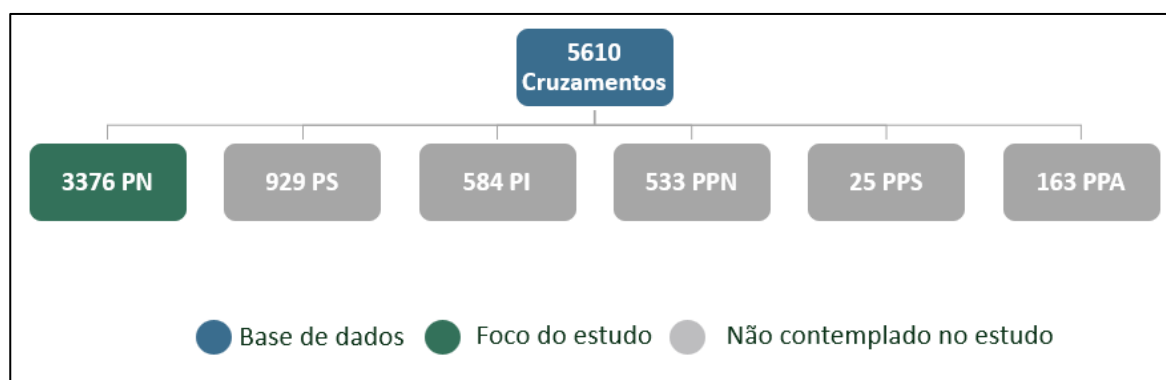 5610
Cruzamentos
3376 PN
929 PS
584 PI
533 PPN
25 PPS
163 PPA
Base de dados
Foco do estudo
Não contemplado no estudo